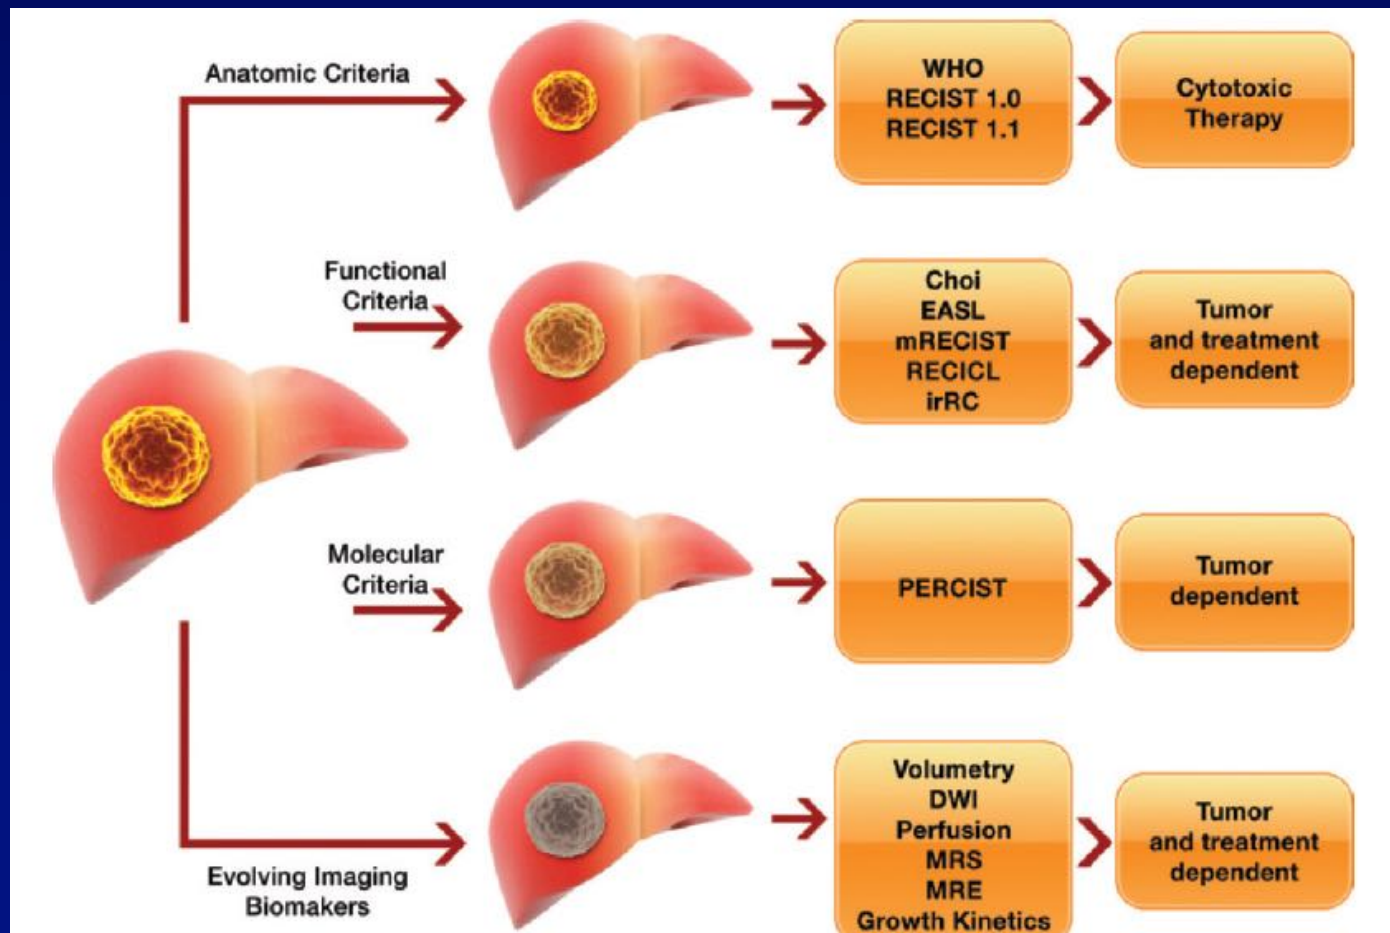 Anatomic Criteria
WHO
RECIST 1.0
RECIST 1.1
Cytotoxic
Therapy
Functional
Criteria
Choi
EASL
mRECIST
RECICL
irRC
Tumor
and treatment
dependent
Molecular
Criteria
PERCIST
Tumor
dependent
Evolving Imaging
Biomakers
Volumetry
DWI
Perfusion
MRS
MRE
Growth Kinetics
Tumor
and treatment
dependent